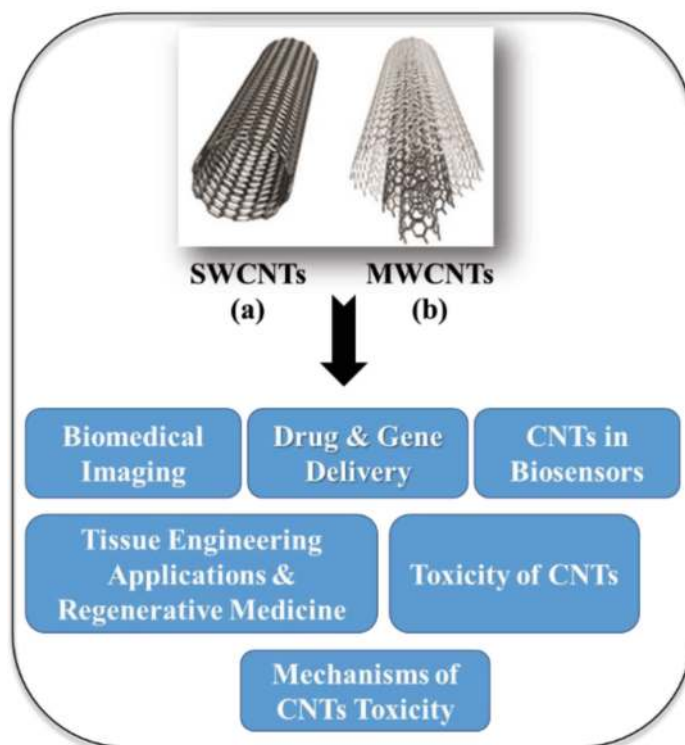 SWCNTs MWCNTs
(a) (b)
Biomedical
Imaging
Drug & Gene
Delivery
CNTs in
Biosensors
Tissue Engineering
Applications &
Regenerative Medicine
Toxicity of CNTs
Mechanisms of
CNTs Toxicity